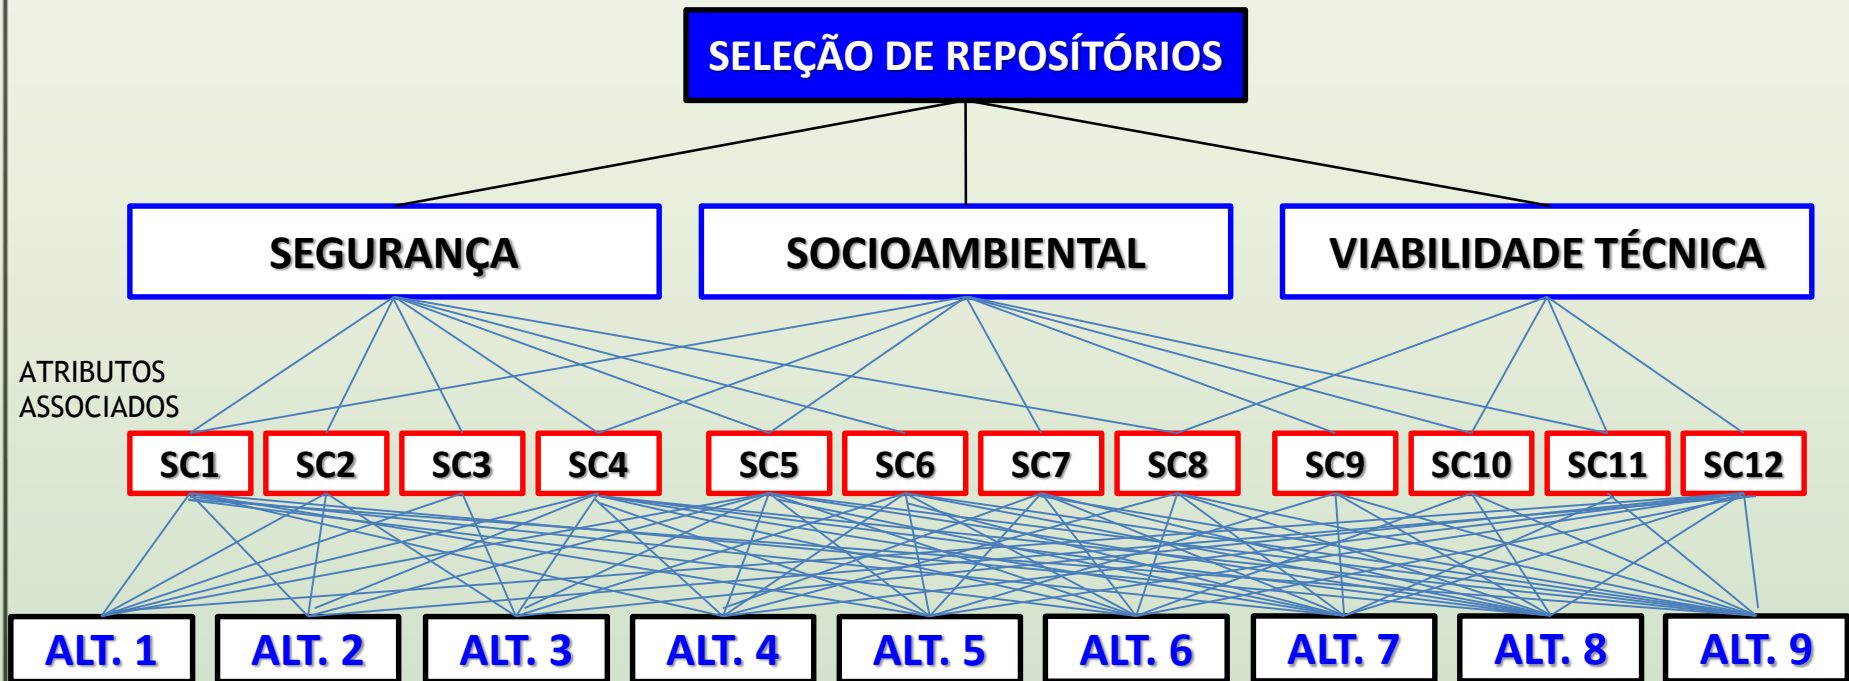 SELEÇÃO DE REPOSÍTÓRIOS
SEGURANÇA
SOCIOAMBIENTAL
VIABILIDADE TÉCNICA
ATRIBUTOS
ASSOCIADOS
SC1
SC2
SC3
SC4
SC5
SC6
SC7
SC8
SC9
SC10
SC11
SC12
ALT. 1
ALT. 2
ALT. 3
ALT. 4
ALT. 5
ALT. 6
ALT. 7
ALT. 8
ALT. 9